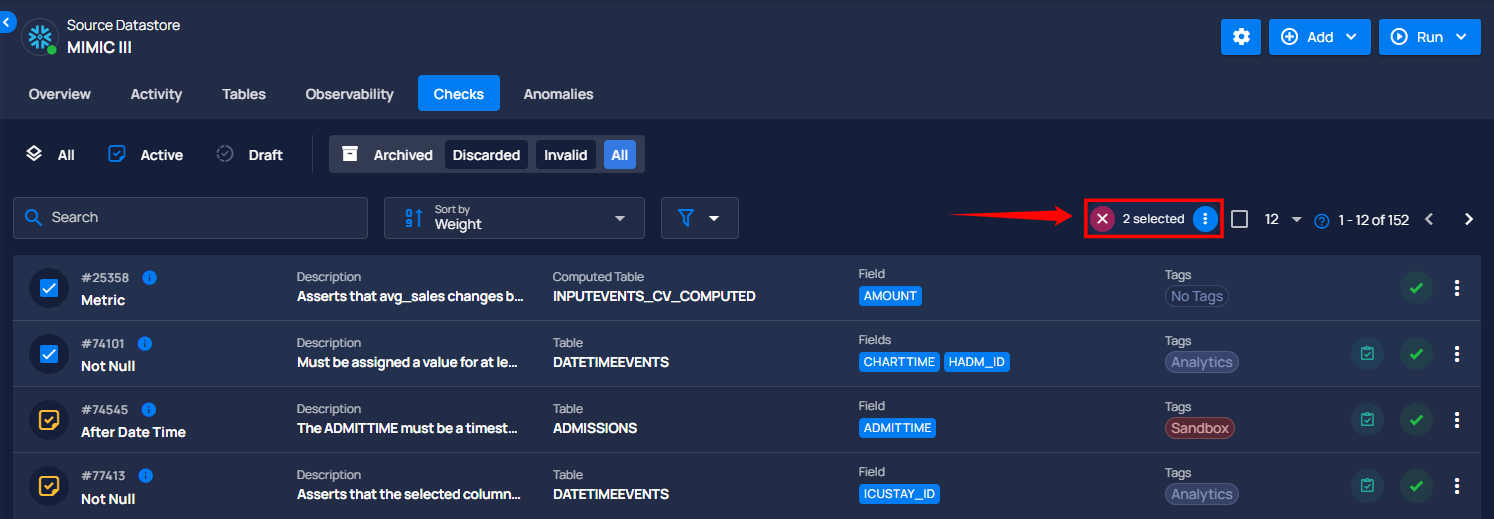 Source Datastore
MIMIC III
Add
Run
Overview Activity Tables Observability Checks Anomalies
All Active Draft Archived Discarded Invalid All
Search
Sort by
Weight
2 selected
12
1 - 12 of 152
#25358
Metric
Description
Asserts that avg_sales changes b...
Computed Table
INPUTEVENTS_CV_COMPUTED
Field
AMOUNT
Tags
No Tags
#74101
Not Null
Description
Must be assigned a value for at le...
Table
DATETIMEEVENTS
Fields
CHARTTIME HADM_ID
Tags
Analytics
#74545
After Date Time
Description
The ADMITTIME must be a timest...
Table
ADMISSIONS
Field
ADMITTIME
Tags
Sandbox
#77413
Not Null
Description
Asserts that the selected column...
Table
DATETIMEEVENTS
Field
ICUSTAY_ID
Tags
Analytics